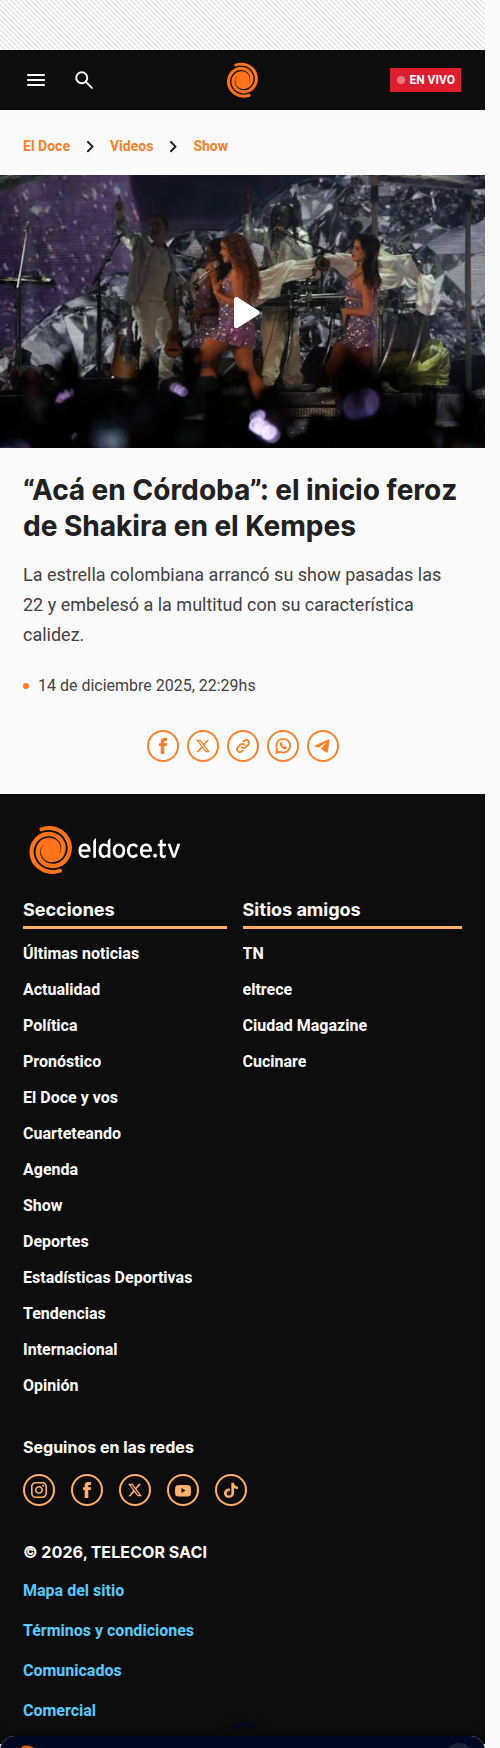 EN VIVO
El Doce
Videos
Show
“Acá en Córdoba”: el inicio feroz
de Shakira en el Kempes
La estrella colombiana arrancó su show pasadas las
22 y embelesó a la multitud con su característica
calidez.
14 de diciembre 2025, 22:29hs
eldoce.tv
Secciones
Últimas noticias
Actualidad
Política
Pronóstico
El Doce y vos
Cuarteteando
Agenda
Show
Deportes
Estadísticas Deportivas
Tendencias
Internacional
Opinión
Sitios amigos
TN
eltrece
Ciudad Magazine
Cucinare
Seguinos en las redes
© 2026, TELECOR SACI
Mapa del sitio
Términos y condiciones
Comunicados
Comercial